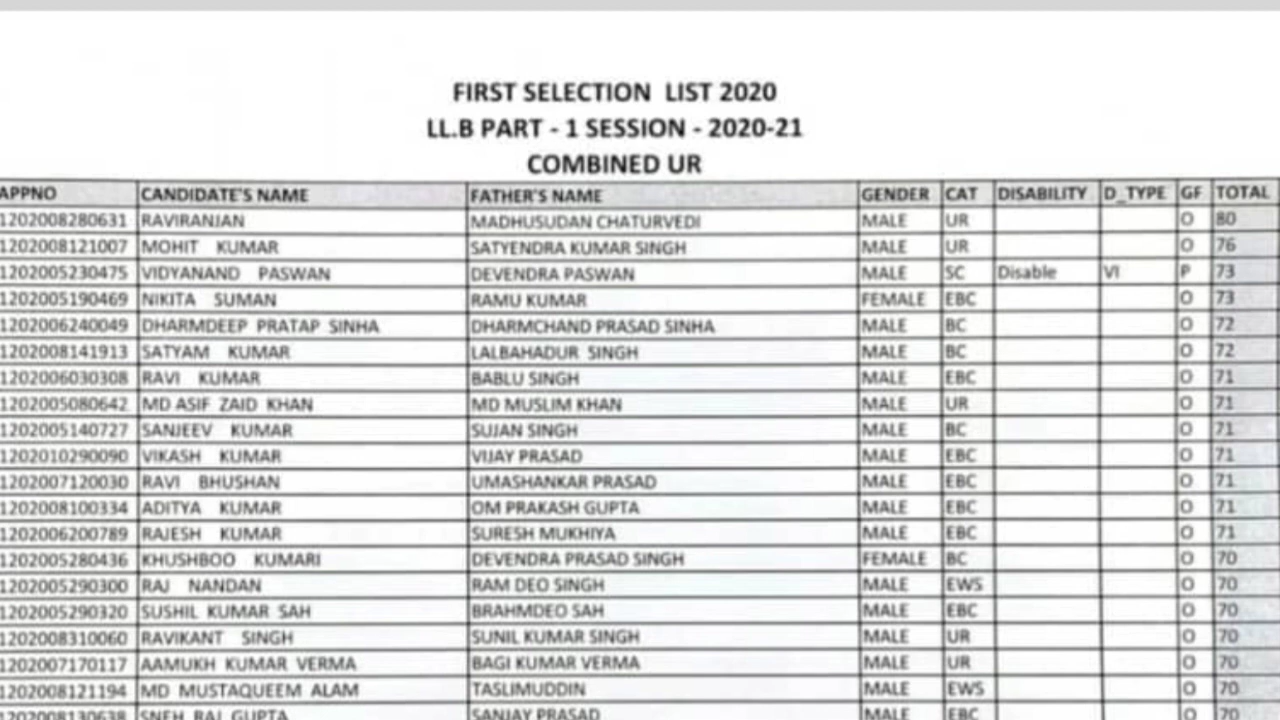 FIRST SELECTION LIST 2020
LL.B PART - 1 SESSION - 2020-21
COMBINED UR
APPNO CANDIDATE'S NAME FATHER'S NAME GENDER CAT DISABILITY D_TYPE GF TOTAL
1202008280631 RAVIRANJAN MADHUSUDAN CHATURVEDI MALE UR O 80
1202008121007 MOHIT KUMAR SATYENDRA KUMAR SINGH MALE UR O 76
1202005230475 VIDYANAND PASWAN DEVENDRA PASWAN MALE SC Disable VI P 73
1202005190469 NIKITA SUMAN RAMU KUMAR FEMALE EBC O 73
1202006240049 DHARMDEEP PRATAP SINHA DHARMCHAND PRASAD SINHA MALE BC O 72
1202008141913 SATYAM KUMAR LALBAHADUR SINGH MALE BC O 72
1202006030308 RAVI KUMAR BABLU SINGH MALE EBC O 71
1202005080642 MD ASIF ZAID KHAN MD MUSLIM KHAN MALE UR O 71
1202005140727 SANJEEV KUMAR SUJAN SINGH MALE BC O 71
1202010290090 VIKASH KUMAR VIJAY PRASAD MALE EBC O 71
1202007120030 RAVI BHUSHAN UMASHANKAR PRASAD MALE EBC O 71
1202008100334 ADITYA KUMAR OM PRAKASH GUPTA MALE EBC O 71
1202006200789 RAJESH KUMAR SURESH MUKHIYA MALE EBC O 71
1202005280436 KHUSHBOO KUMARI DEVENDRA PRASAD SINGH FEMALE BC O 70
1202005290300 RAJ NANDAN RAM DEO SINGH MALE EWS O 70
1202005290320 SUSHIL KUMAR SAH BRAHMDEO SAH MALE EBC O 70
1202008310060 RAVIKANT SINGH SUNIL KUMAR SINGH MALE UR O 70
1202007170117 AAMUKH KUMAR VERMA BAGI KUMAR VERMA MALE UR O 70
1202008121194 MD MUSTAQUEEM ALAM TASLIMUDDIN MALE EWS O 70
1202008130638 SNEH RAJ GUPTA SANJAY PRASAD MALE EBC O 70